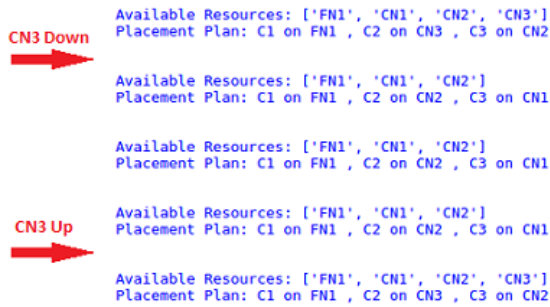 Available Resources: ['FN1', 'CN1', 'CN2', 'CN3']
Placement Plan: C1 on FN1 , C2 on CN3 , C3 on CN2
CN3 Down
Available Resources: ['FN1', 'CN1', 'CN2']
Placement Plan: C1 on FN1 , C2 on CN2 , C3 on CN1
Available Resources: ['FN1', 'CN1', 'CN2']
Placement Plan: C1 on FN1 , C2 on CN2 , C3 on CN1
Available Resources: ['FN1', 'CN1', 'CN2']
Placement Plan: C1 on FN1 , C2 on CN2 , C3 on CN1
CN3 Up
Available Resources: ['FN1', 'CN1', 'CN2', 'CN3']
Placement Plan: C1 on FN1 , C2 on CN3 , C3 on CN2